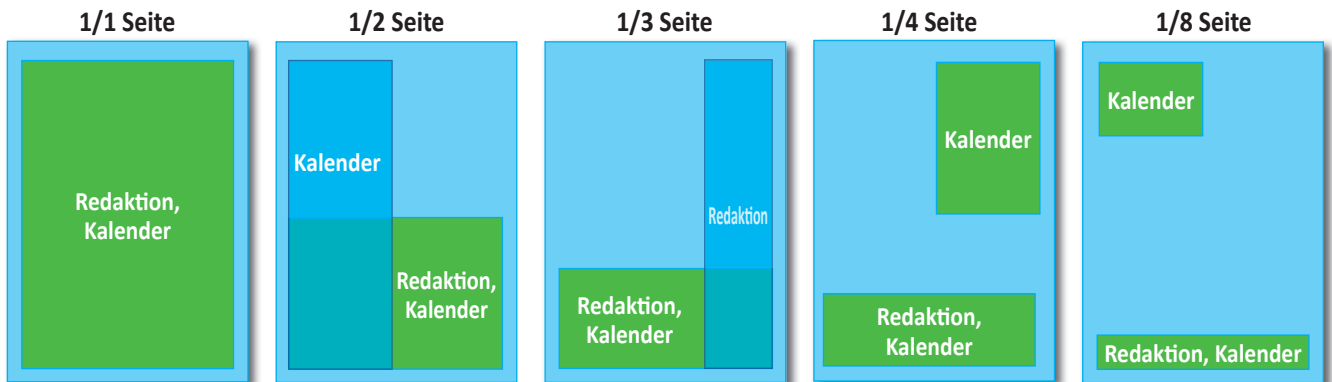 1/1 Seite
Redaktion,
Kalender
1/2 Seite
Kalender
Redaktion,
Kalender
1/3 Seite
Redaktion
Redaktion,
Kalender
1/4 Seite
Kalender
Redaktion,
Kalender
1/8 Seite
Kalender
Redaktion, Kalender